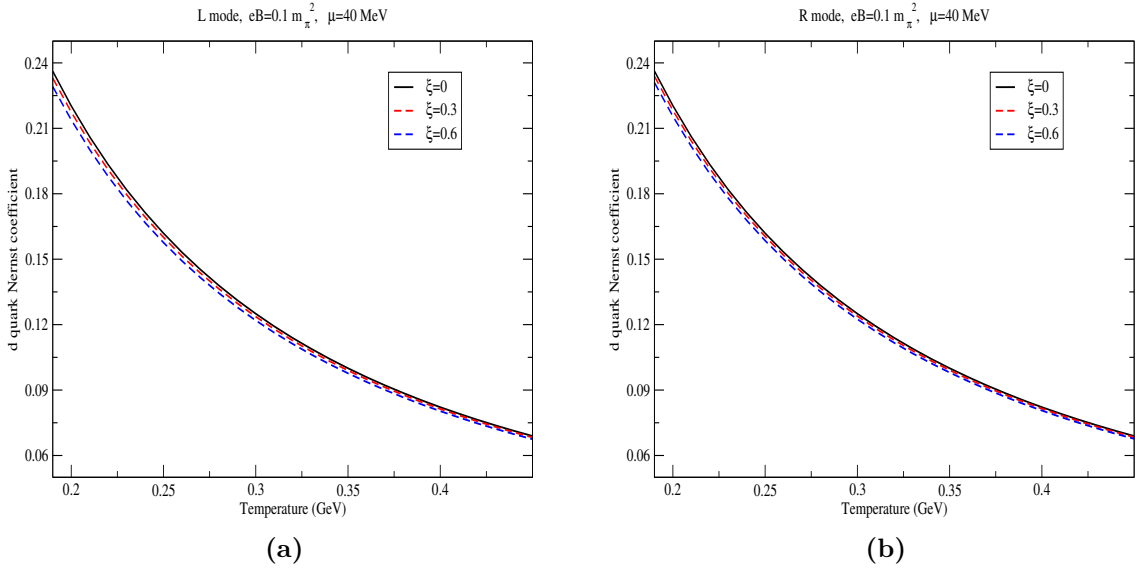 L mode, eB=0.1 m_π^2, μ=40 MeV
d quark Nernst coefficient
0.24
0.21
0.18
0.15
0.12
0.09
0.06
ξ=0
ξ=0.3
ξ=0.6
0.2 0.25 0.3 0.35 0.4
Temperature (GeV)
(a)
R mode, eB=0.1 m_π^2, μ=40 MeV
d quark Nernst coefficient
0.24
0.21
0.18
0.15
0.12
0.09
0.06
ξ=0
ξ=0.3
ξ=0.6
0.2 0.25 0.3 0.35 0.4
Temperature (GeV)
(b)